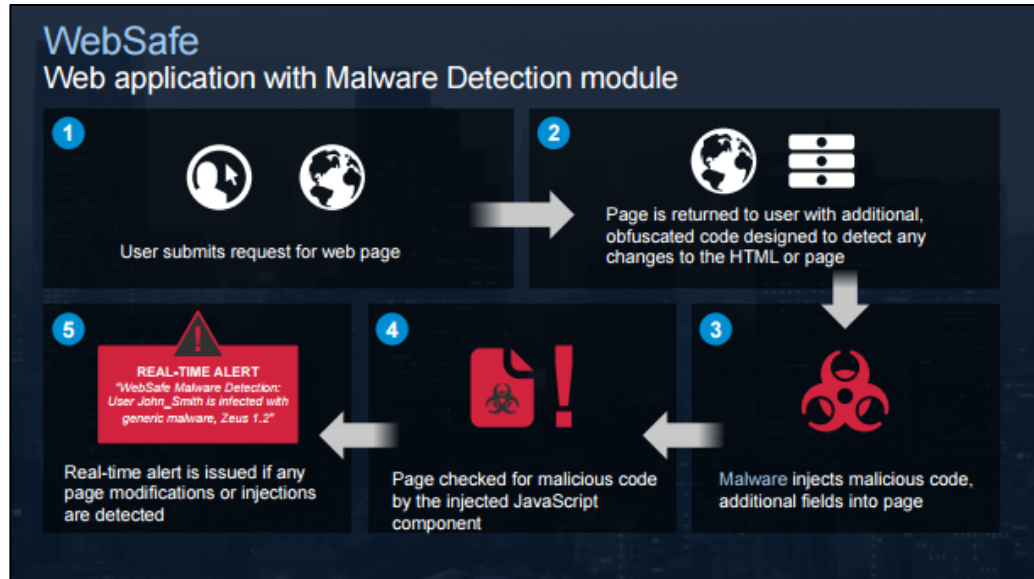 WebSafe
Web application with Malware Detection module
1
User submits request for web page
2
Page is returned to user with additional,
obfuscated code designed to detect any
changes to the HTML or page
3
Malware injects malicious code,
additional fields into page
4
Page checked for malicious code
by the injected JavaScript
component
5
!
REAL-TIME ALERT
"WebSafe Malware Detection:
User John_Smith is infected with
generic malware, Zeus 1.2"
Real-time alert is issued if any
page modifications or injections
are detected